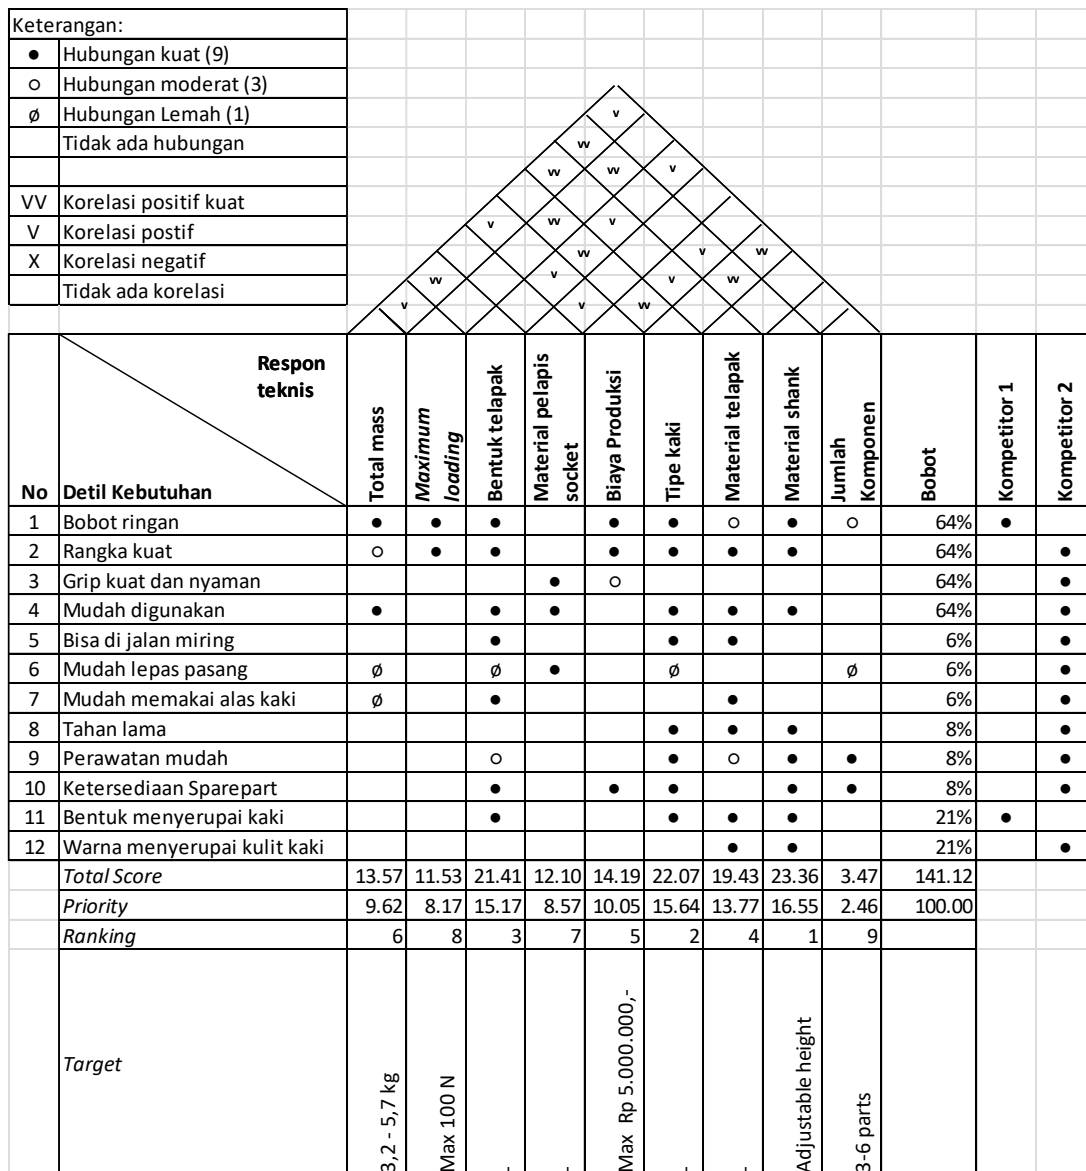 Keterangan:
● Hubungan kuat (9)
○ Hubungan moderat (3)
ø Hubungan Lemah (1)
Tidak ada hubungan
VV Korelasi positif kuat
V Korelasi postif
X Korelasi negatif
Tidak ada korelasi
v
vv
vv vv v
v vv v
vv v vv
vv v v vv
v v vv
Respon
teknis
No Detil Kebutuhan
Total mass
Maximum
loading
Bentuk telapak
Material pelapis
socket
Biaya Produksi
Tipe kaki
Material telapak
Material shank
Jumlah
Komponen
Bobot
Kompetitor 1
Kompetitor 2
1 Bobot ringan ● ● ● ● ● ○ ● ○ 64% ●
2 Rangka kuat ○ ● ● ● ● ● ● 64% ●
3 Grip kuat dan nyaman ● ○ 64% ●
4 Mudah digunakan ● ● ● ● ● ● 64% ●
5 Bisa di jalan miring ● ● ● 6% ●
6 Mudah lepas pasang ø ø ● ø ø 6% ●
7 Mudah memakai alas kaki ø ● ● 6% ●
8 Tahan lama ● ● ● 8% ●
9 Perawatan mudah ○ ● ○ ● ● 8% ●
10 Ketersediaan Sparepart ● ● ● ● ● 8% ●
11 Bentuk menyerupai kaki ● ● ● ● 21% ●
12 Warna menyerupai kulit kaki ● ● 21% ●
Total Score 13.57 11.53 21.41 12.10 14.19 22.07 19.43 23.36 3.47 141.12
Priority 9.62 8.17 15.17 8.57 10.05 15.64 13.77 16.55 2.46 100.00
Ranking 6 8 3 7 5 2 4 1 9
Target
3,2 - 5,7 kg
Max 100 N
-
-
Max Rp 5.000.000,-
-
-
Adjustable height
3-6 parts